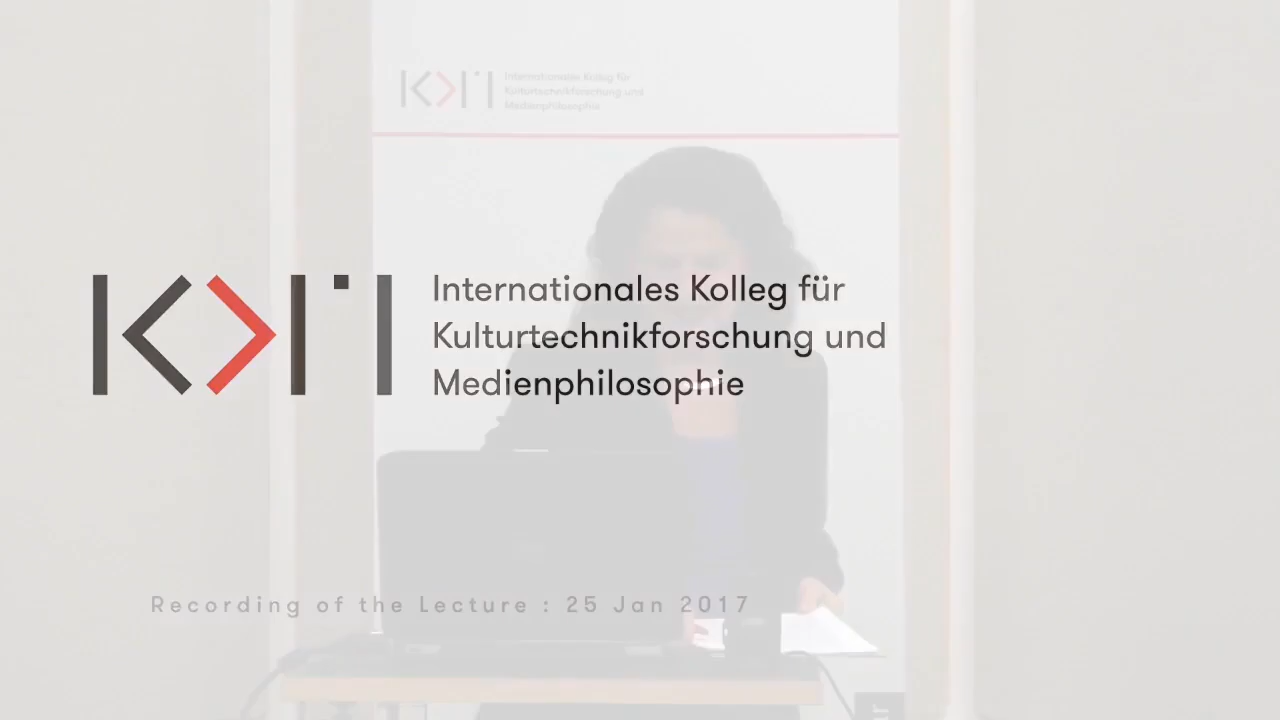 Internationales Kolleg für
Kulturtechnikforschung und
Medienphilosophie
Internationales Kolleg für
Kulturtechnikforschung und
Medienphilosophie
Recording of the Lecture : 25 Jan 2017